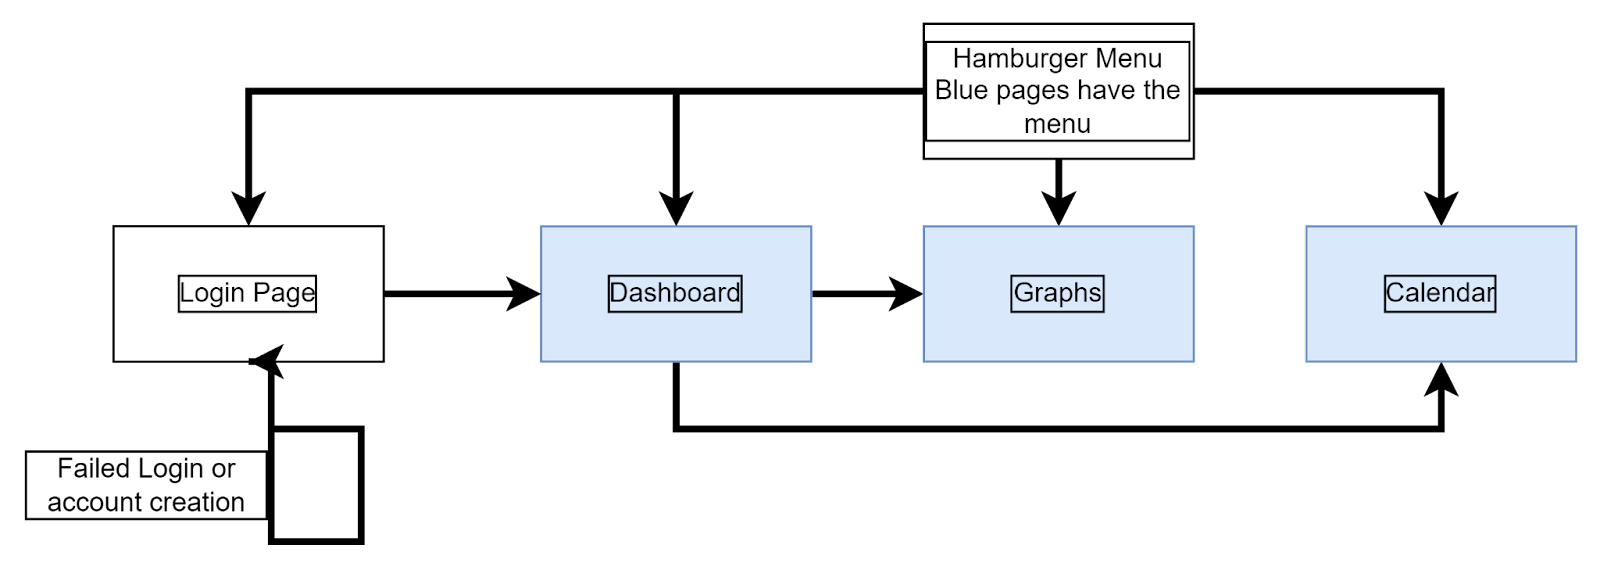 Hamburger Menu
Blue pages have the
menu
Login Page
Dashboard
Graphs
Calendar
Failed Login or
account creation